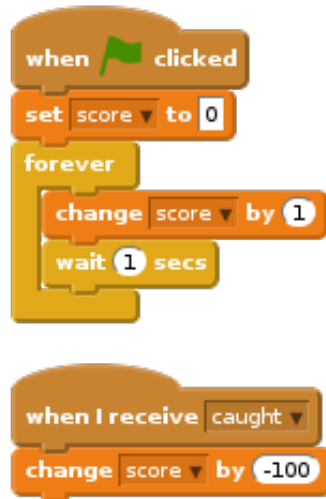 when clicked
set score to 0
forever
change score by 1
wait 1 secs
when I receive caught
change score by -100